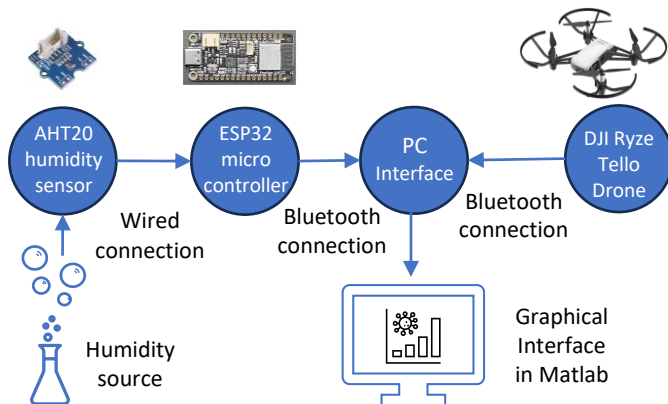 AHT20
humidity
sensor
ESP32
micro
controller
PC
Interface
DJI Ryze
Tello
Drone
Wired
connection
Bluetooth
connection
Bluetooth
connection
Humidity
source
Graphical
Interface
in Matlab